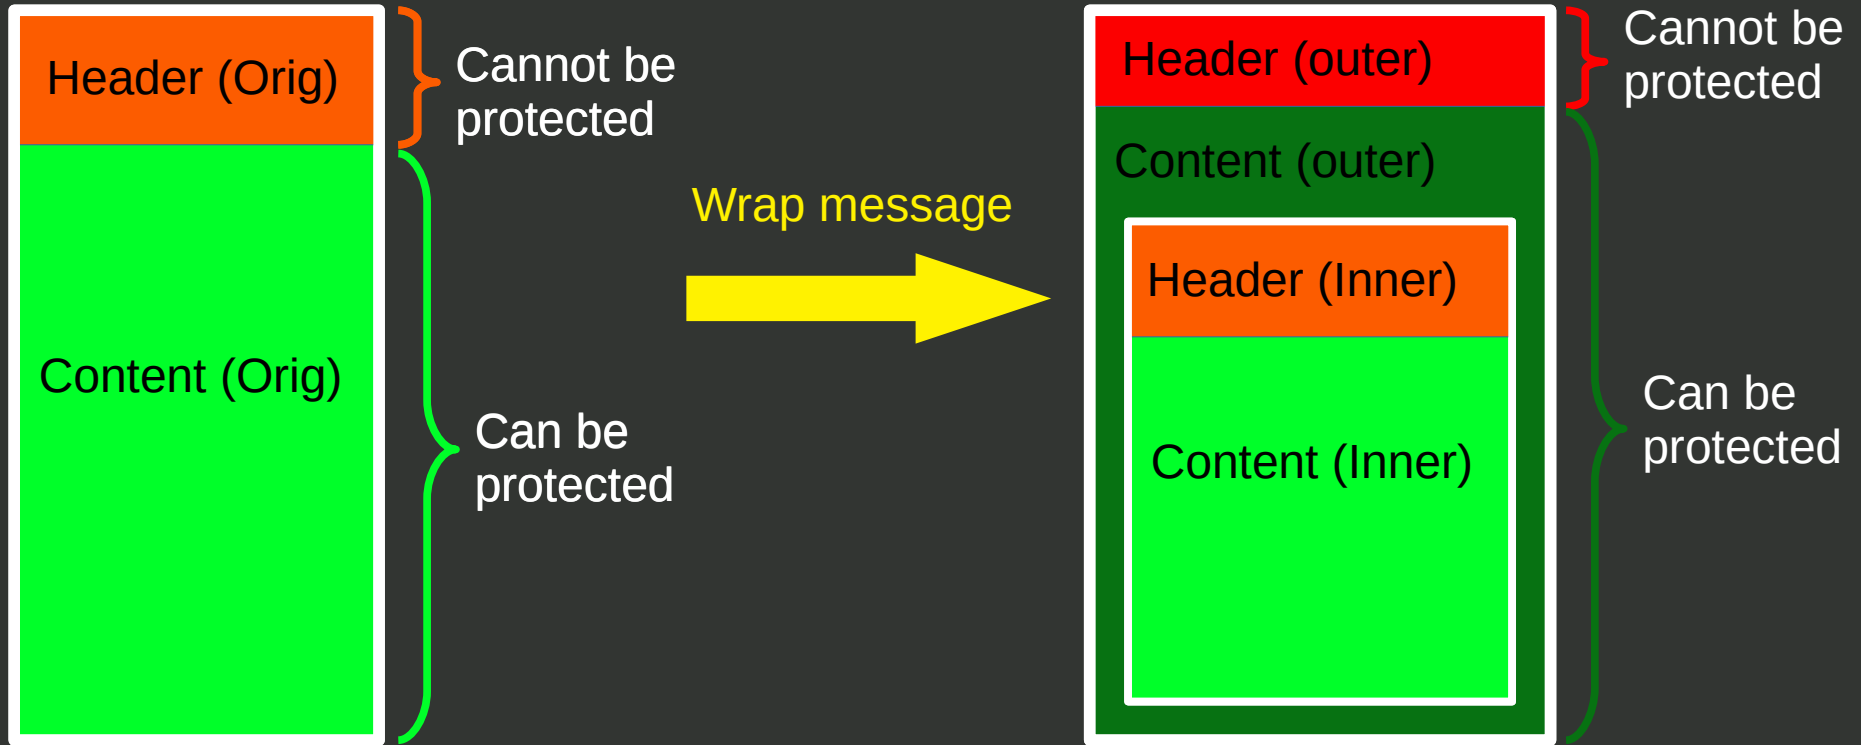 Header (Orig)
Cannot be
protected
Content (Orig)
Can be
protected
Wrap message
Header (outer)
Cannot be
protected
Content (outer)
Header (Inner)
Content (Inner)
Can be
protected